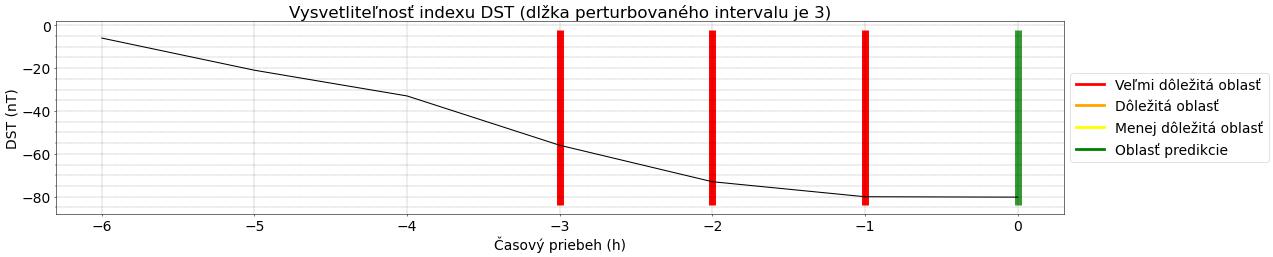 Vysvetliteľnosť indexu DST (dĺžka perturbovaného intervalu je 3)
DST (nT)
0
−20
−40
−60
−80
−6
−5
−4
−3
−2
−1
0
Časový priebeh (h)
Veľmi dôležitá oblasť
Dôležitá oblasť
Menej dôležitá oblasť
Oblasť predikcie